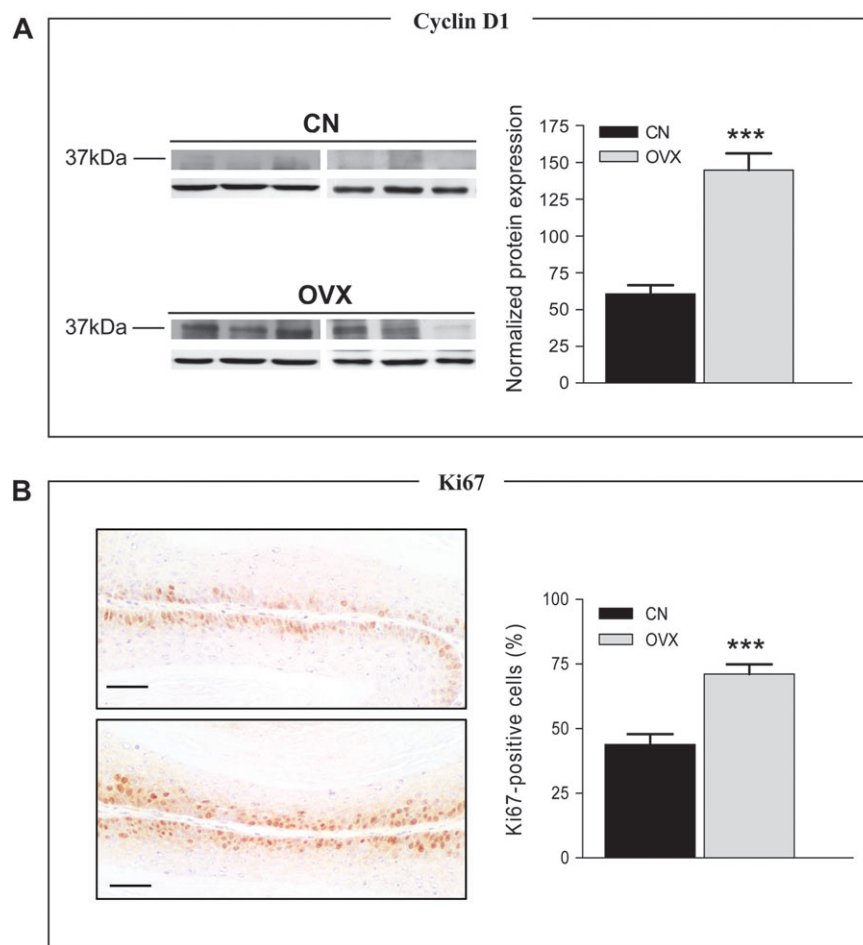 A
Cyclin D1
CN
37kDa
OVX
37kDa
Normalized protein expression
175
150
125
100
75
50
25
0
CN
OVX
***
B
Ki67
Ki67-positive cells (%)
100
75
50
25
0
CN
OVX
***